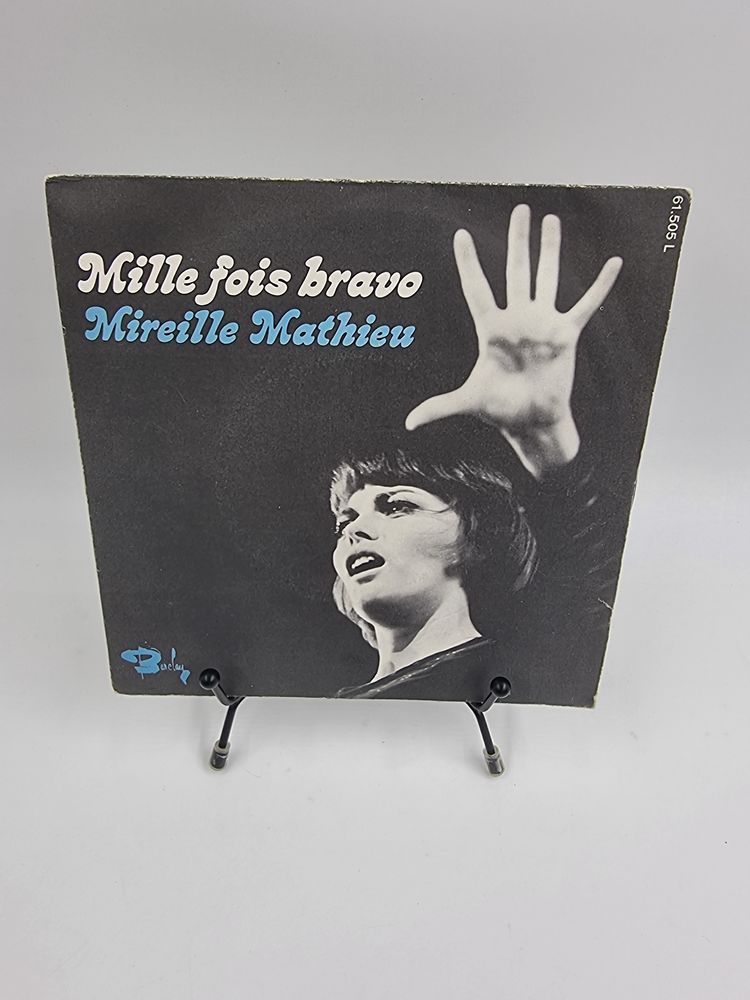 Mille fois bravo
Mireille Mathieu
61.505 L
Barclay